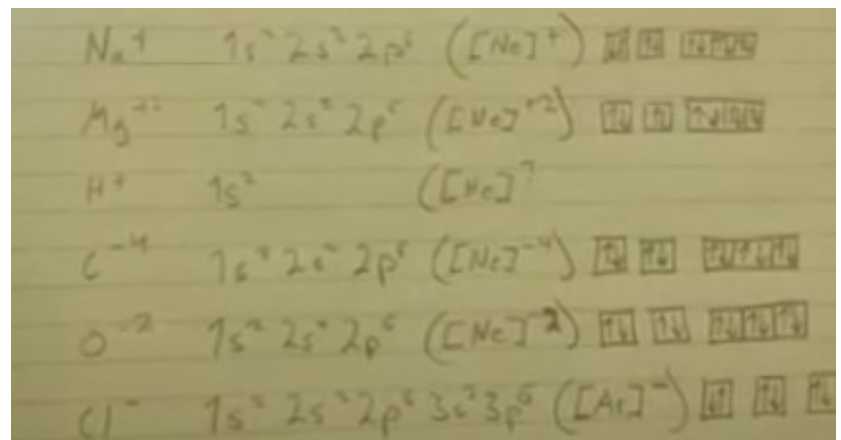 Na⁺ 1s² 2s² 2p⁶ ([Ne]⁺) ↑↓ ↑↓ ↑↓↑↓↑↓
Mg⁺² 1s² 2s² 2p⁶ ([Ne]⁺²) ↑↓ ↑↓ ↑↓↑↓↑↓
H⁺ 1s² ([He]
C⁻⁴ 1s² 2s² 2p⁶ ([Ne]⁻⁴) ↑↓ ↑↓ ↑↓↑↓↑↓
O⁻² 1s² 2s² 2p⁶ ([Ne]⁻²) ↑↓ ↑↓ ↑↓↑↓↑↓
Cl⁻ 1s² 2s² 2p⁶ 3s² 3p⁶ ([Ar]⁻) ↓↑ ↑↓